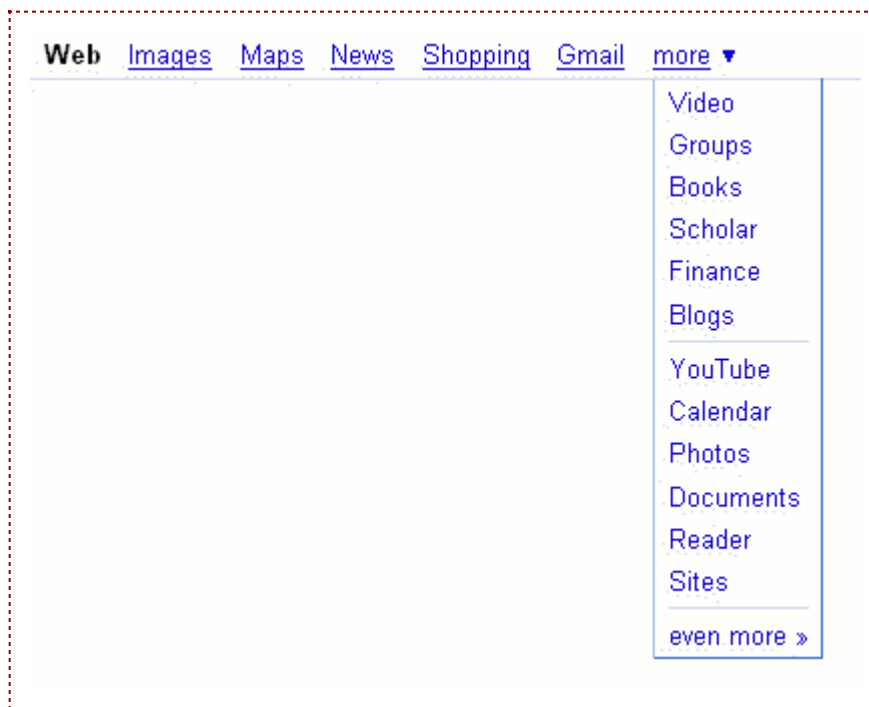 Web Images Maps News Shopping Gmail more ▼
Video
Groups
Books
Scholar
Finance
Blogs
YouTube
Calendar
Photos
Documents
Reader
Sites
even more »